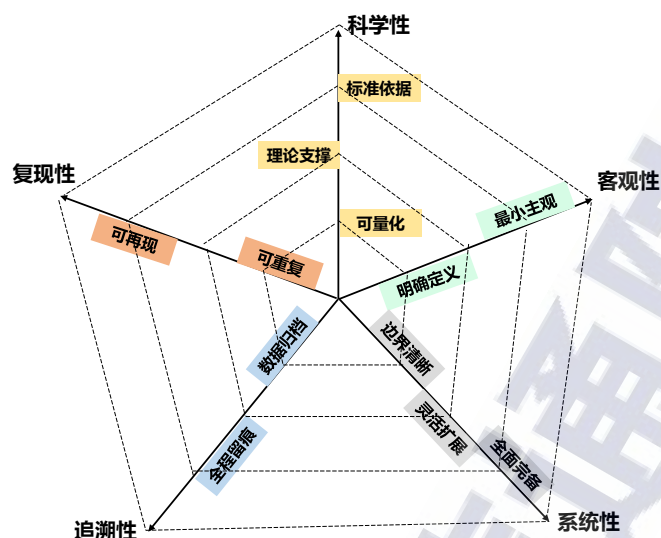 科学性
标准依据
理论支撑
可量化
复现性
可再现
可重复
客观性
最小主观
明确定义
数据归档
全程留痕
追溯性
边界清晰
灵活扩展
全面完备
系统性